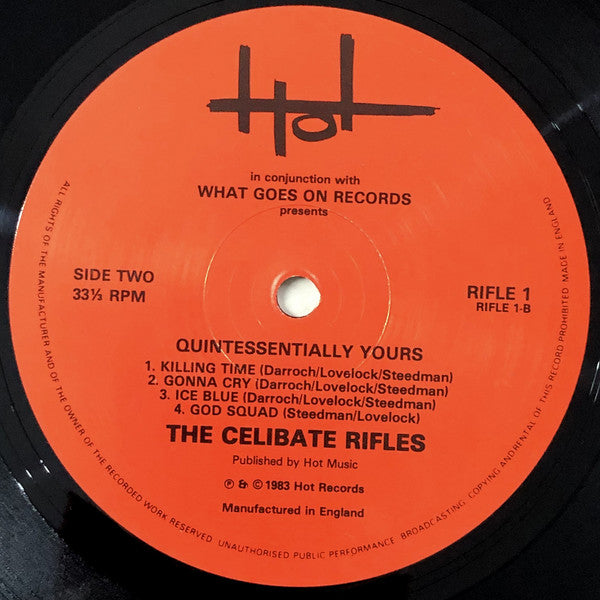 Hot
in conjunction with
WHAT GOES ON RECORDS
presents
SIDE TWO
33⅓ RPM
RIFLE 1
RIFLE 1-B
QUINTESSENTIALLY YOURS
1. KILLING TIME (Darroch/Lovelock/Steedman)
2. GONNA CRY (Darroch/Lovelock/Steedman)
3. ICE BLUE (Darroch/Lovelock/Steedman)
4. GOD SQUAD (Steedman/Lovelock)
THE CELIBATE RIFLES
Published by Hot Music
℗ & © 1983 Hot Records
Manufactured in England
ALL RIGHTS OF THE MANUFACTURER AND OF THE OWNER OF THE RECORDED WORK RESERVED. UNAUTHORISED PUBLIC PERFORMANCE. BROADCASTING. COPYING AND RENTAL OF THIS RECORD PROHIBITED. MADE IN ENGLAND